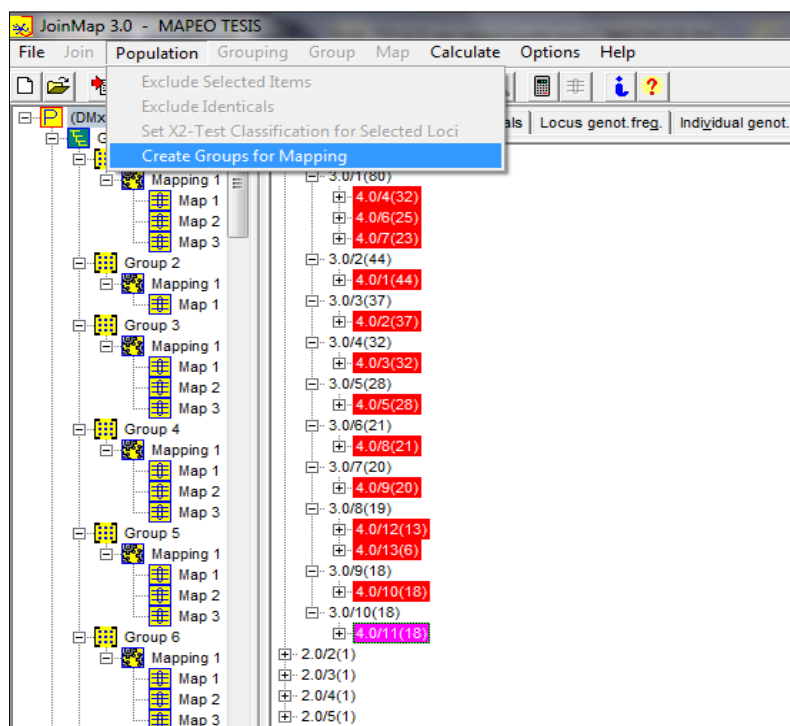 JoinMap 3.0 - MAPEO TESIS
File Join Population Grouping Group Map Calculate Options Help
Exclude Selected Items
Exclude Identicals
Set X2-Test Classification for Selected Loci
Create Groups for Mapping
(DMx
Locus genot.freq.
Individual genot.
Mapping 1
Map 1
Map 2
Map 3
Group 2
Mapping 1
Map 1
Group 3
Mapping 1
Map 1
Map 2
Map 3
Group 4
Mapping 1
Map 1
Map 2
Map 3
Group 5
Mapping 1
Map 1
Map 2
Map 3
Group 6
Mapping 1
Map 1
Map 2
Map 3
3.0/1(80)
4.0/4(32)
4.0/6(25)
4.0/7(23)
3.0/2(44)
4.0/1(44)
3.0/3(37)
4.0/2(37)
3.0/4(32)
4.0/3(32)
3.0/5(28)
4.0/5(28)
3.0/6(21)
4.0/8(21)
3.0/7(20)
4.0/9(20)
3.0/8(19)
4.0/12(13)
4.0/13(6)
3.0/9(18)
4.0/10(18)
3.0/10(18)
4.0/11(18)
2.0/2(1)
2.0/3(1)
2.0/4(1)
2.0/5(1)